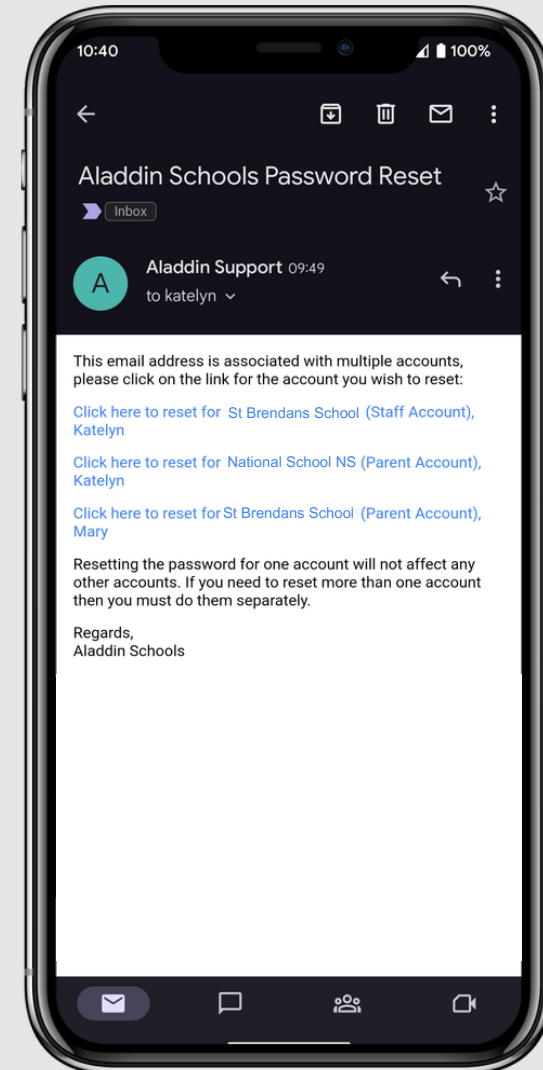 10:40
100%
Aladdin Schools Password Reset
Inbox
A
Aladdin Support 09:49
to katelyn
This email address is associated with multiple accounts,
please click on the link for the account you wish to reset:
Click here to reset for St Brendans School (Staff Account),
Katelyn
Click here to reset for National School NS (Parent Account),
Katelyn
Click here to reset for St Brendans School (Parent Account),
Mary
Resetting the password for one account will not affect any
other accounts. If you need to reset more than one account
then you must do them separately.
Regards,
Aladdin Schools